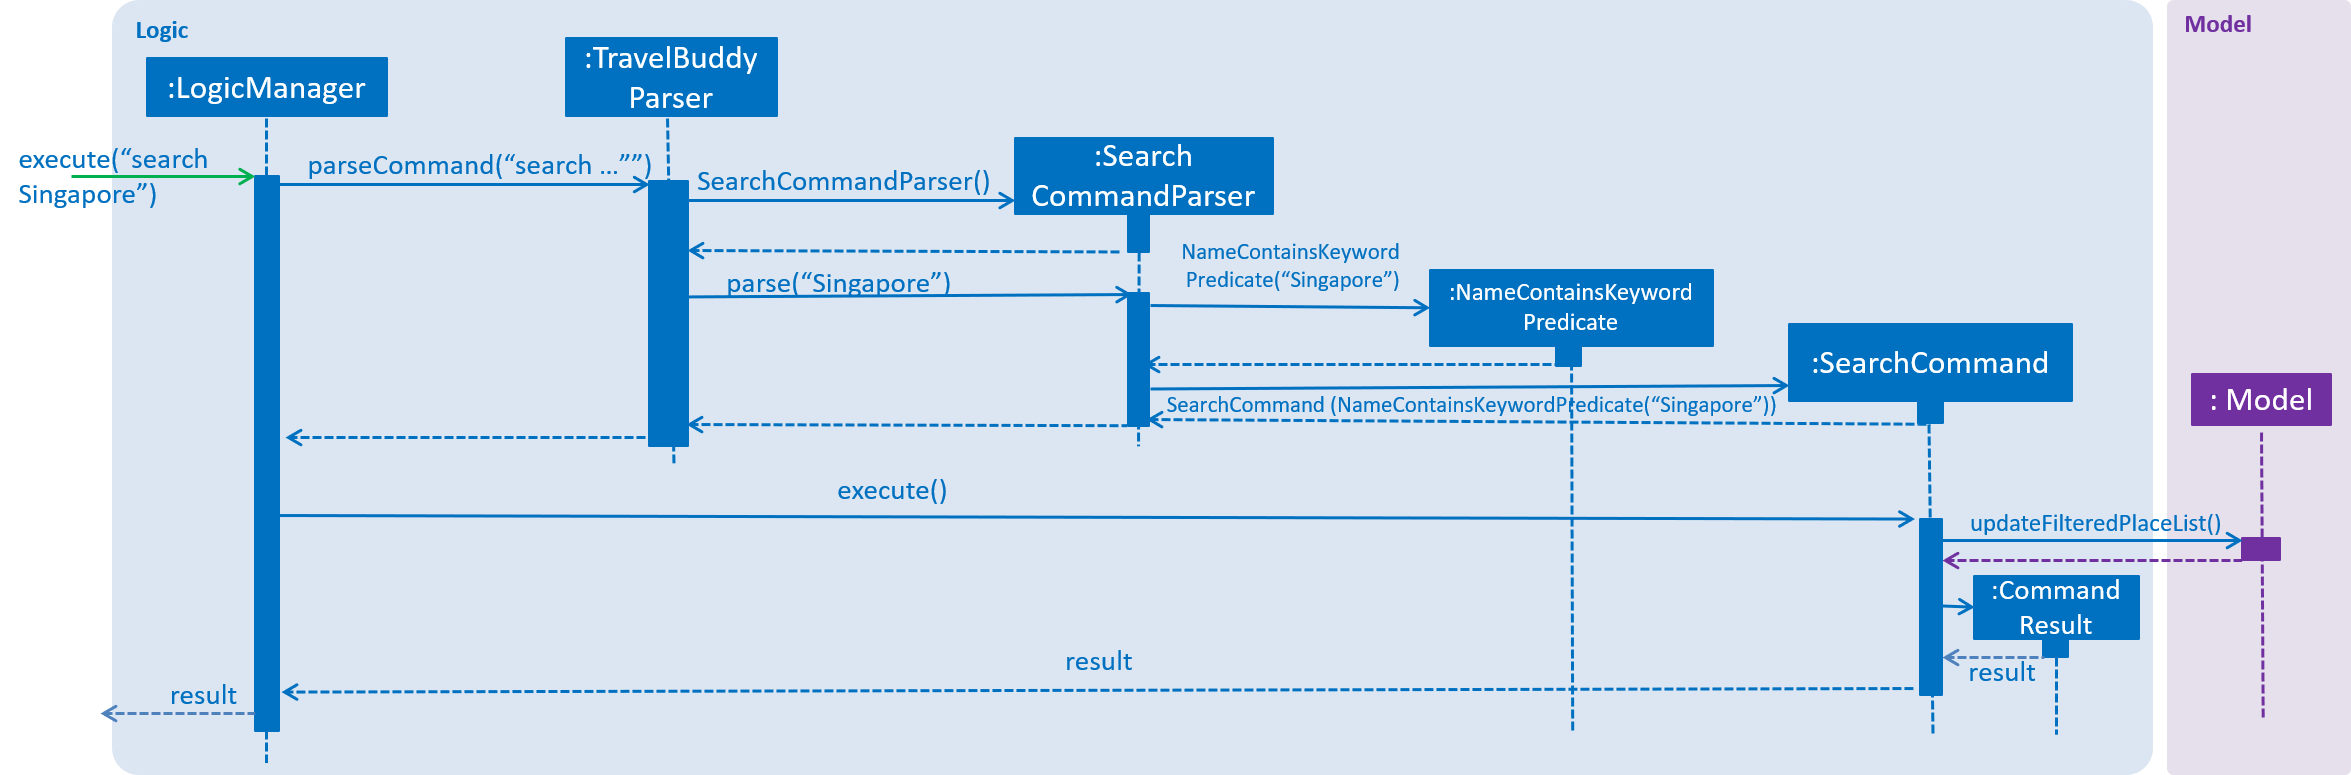 Logic
Model
:LogicManager
:TravelBuddy
Parser
execute(“search
Singapore”)
parseCommand(“search …””)
SearchCommandParser()
:Search
CommandParser
NameContainsKeyword
Predicate(“Singapore”)
parse(“Singapore”)
:NameContainsKeyword
Predicate
:SearchCommand
SearchCommand (NameContainsKeywordPredicate(“Singapore”))
: Model
execute()
updateFilteredPlaceList()
:Command
Result
result
result
result